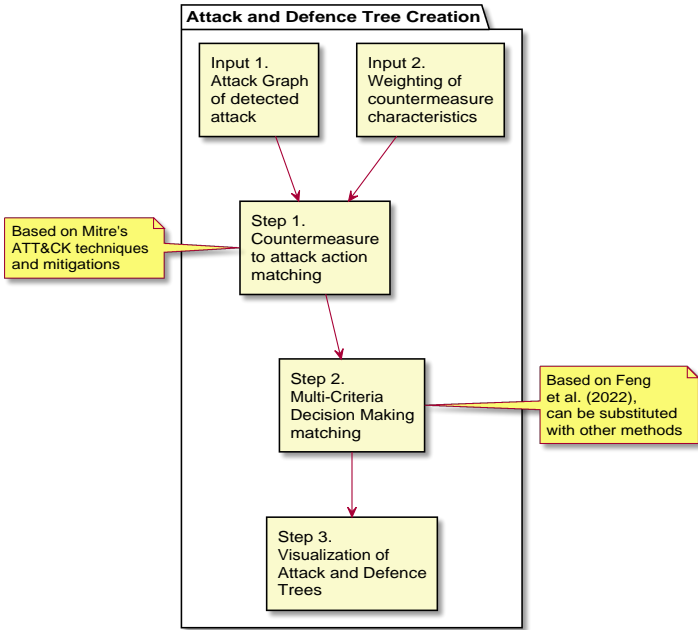 Attack and Defence Tree Creation
Input 1.
Attack Graph
of detected
attack
Input 2.
Weighting of
countermeasure
characteristics
Step 1.
Countermeasure
to attack action
matching
Based on Mitre's
ATT&CK techniques
and mitigations
Step 2.
Multi-Criteria
Decision Making
matching
Based on Feng
et al. (2022),
can be substituted
with other methods
Step 3.
Visualization of
Attack and Defence
Trees